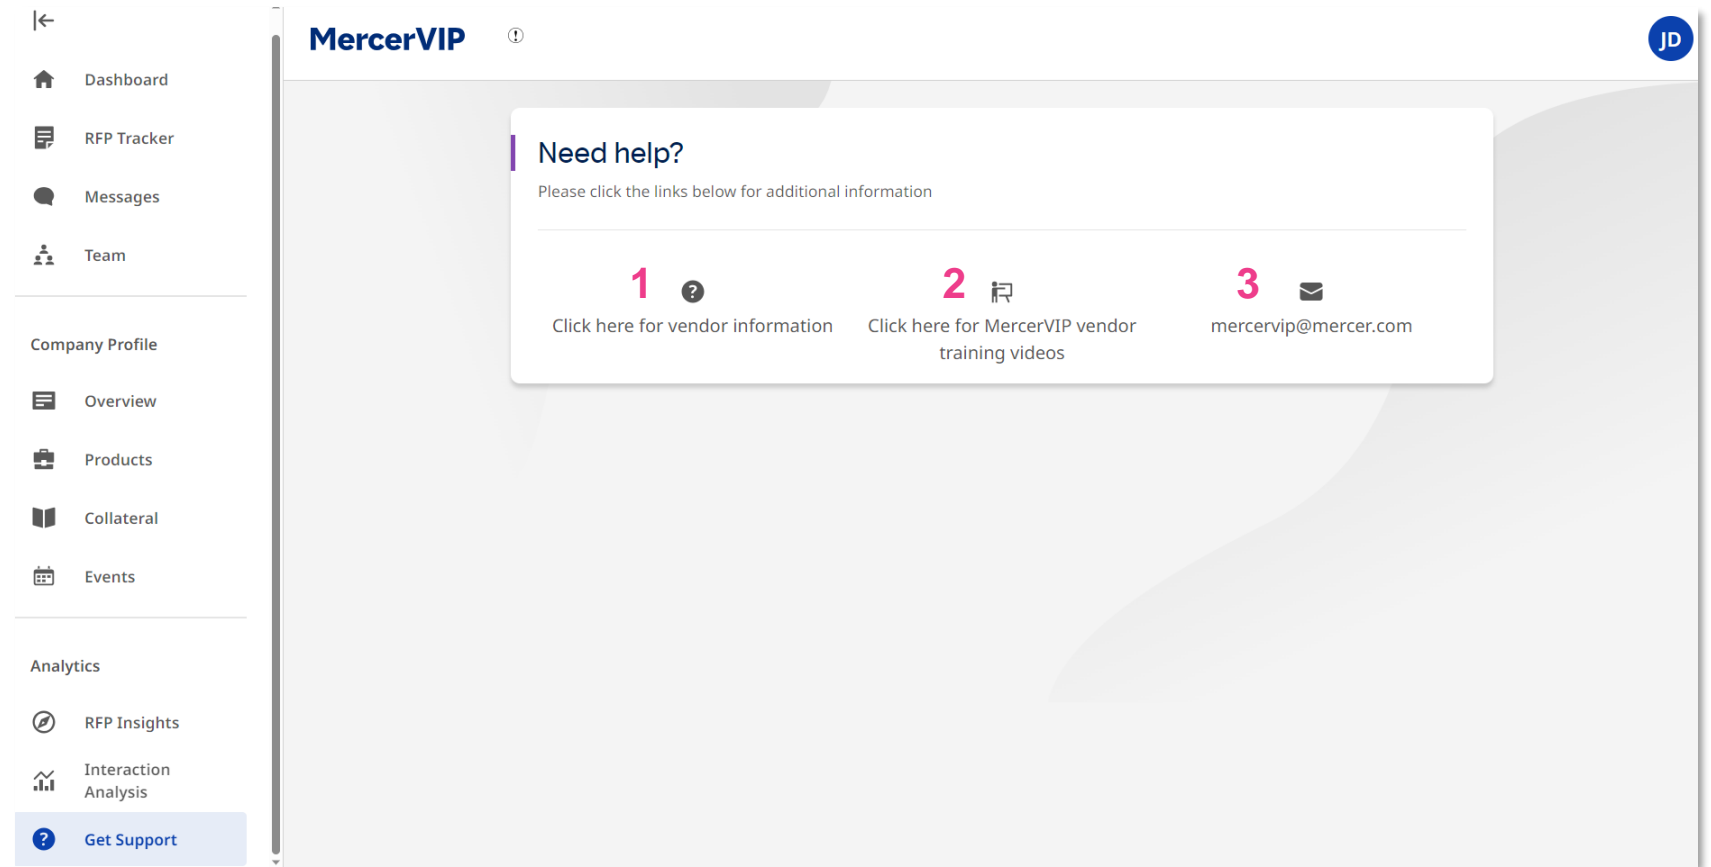 MercerVIP
JD
Dashboard
RFP Tracker
Messages
Team
Company Profile
Overview
Products
Collateral
Events
Analytics
RFP Insights
Interaction
Analysis
Get Support
Need help?
Please click the links below for additional information
1
Click here for vendor information
2
Click here for MercerVIP vendor
training videos
3
mercervip@mercer.com